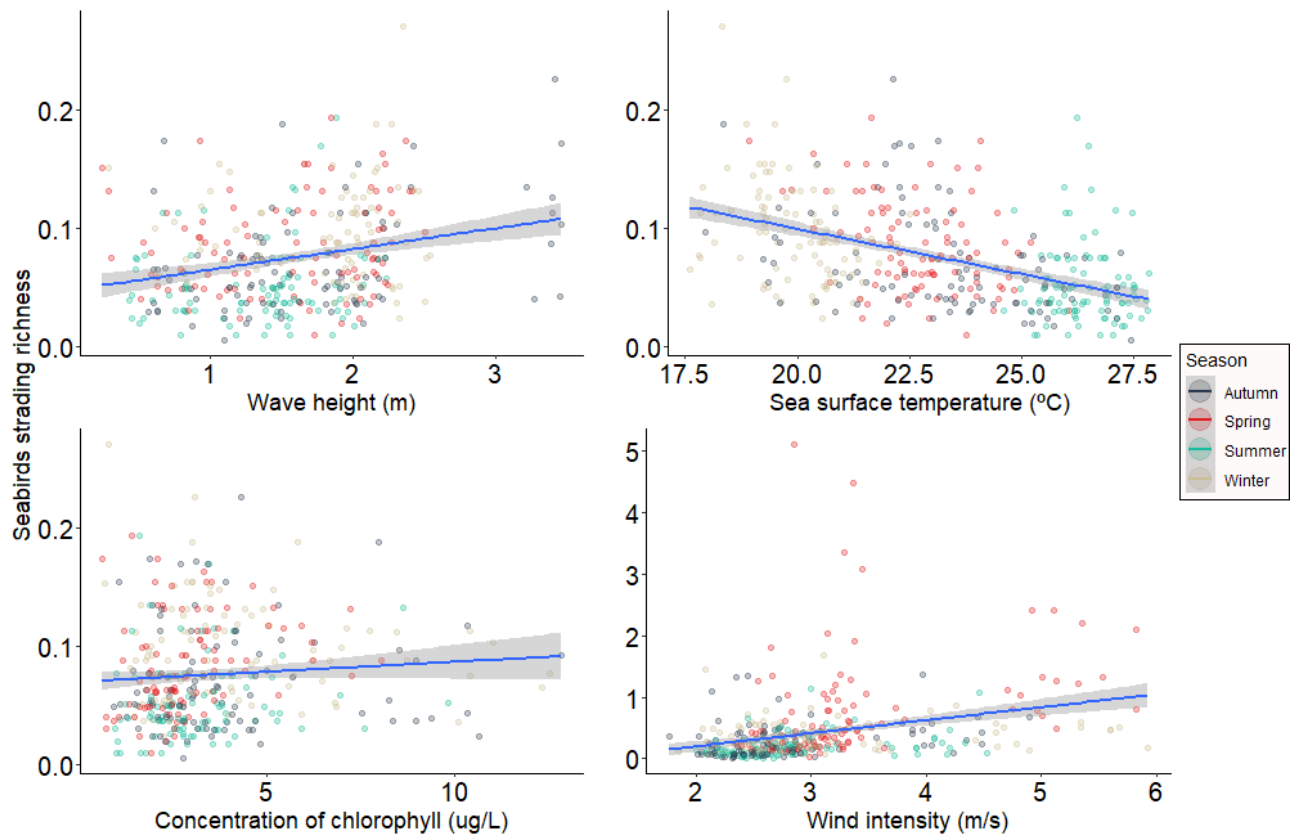 Seabirds strading richness
0.2
0.1
0.0
1 2 3
Wave height (m)
0.2
0.1
0.0
17.5 20.0 22.5 25.0 27.5
Sea surface temperature (ºC)
0.2
0.1
0.0
5 10
Concentration of chlorophyll (ug/L)
5
4
3
2
1
0
2 3 4 5 6
Wind intensity (m/s)
Season
Autumn
Spring
Summer
Winter